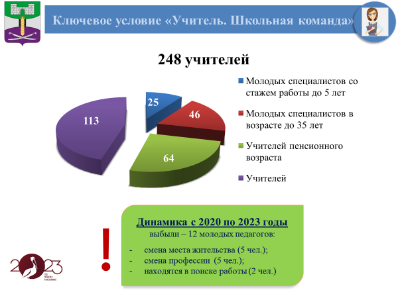 Ключевое условие «Учитель. Школьная команда»
248 учителей
25
46
64
113
Молодых специалистов со
стажем работы до 5 лет
Молодых специалистов в
возрасте до 35 лет
Учителей пенсионного
возраста
Учителей
!
Динамика с 2020 по 2023 годы
выбыли – 12 молодых педагогов:
- смена места жительства (5 чел.);
- смена профессии (5 чел.);
- находятся в поиске работы (2 чел.)
2023